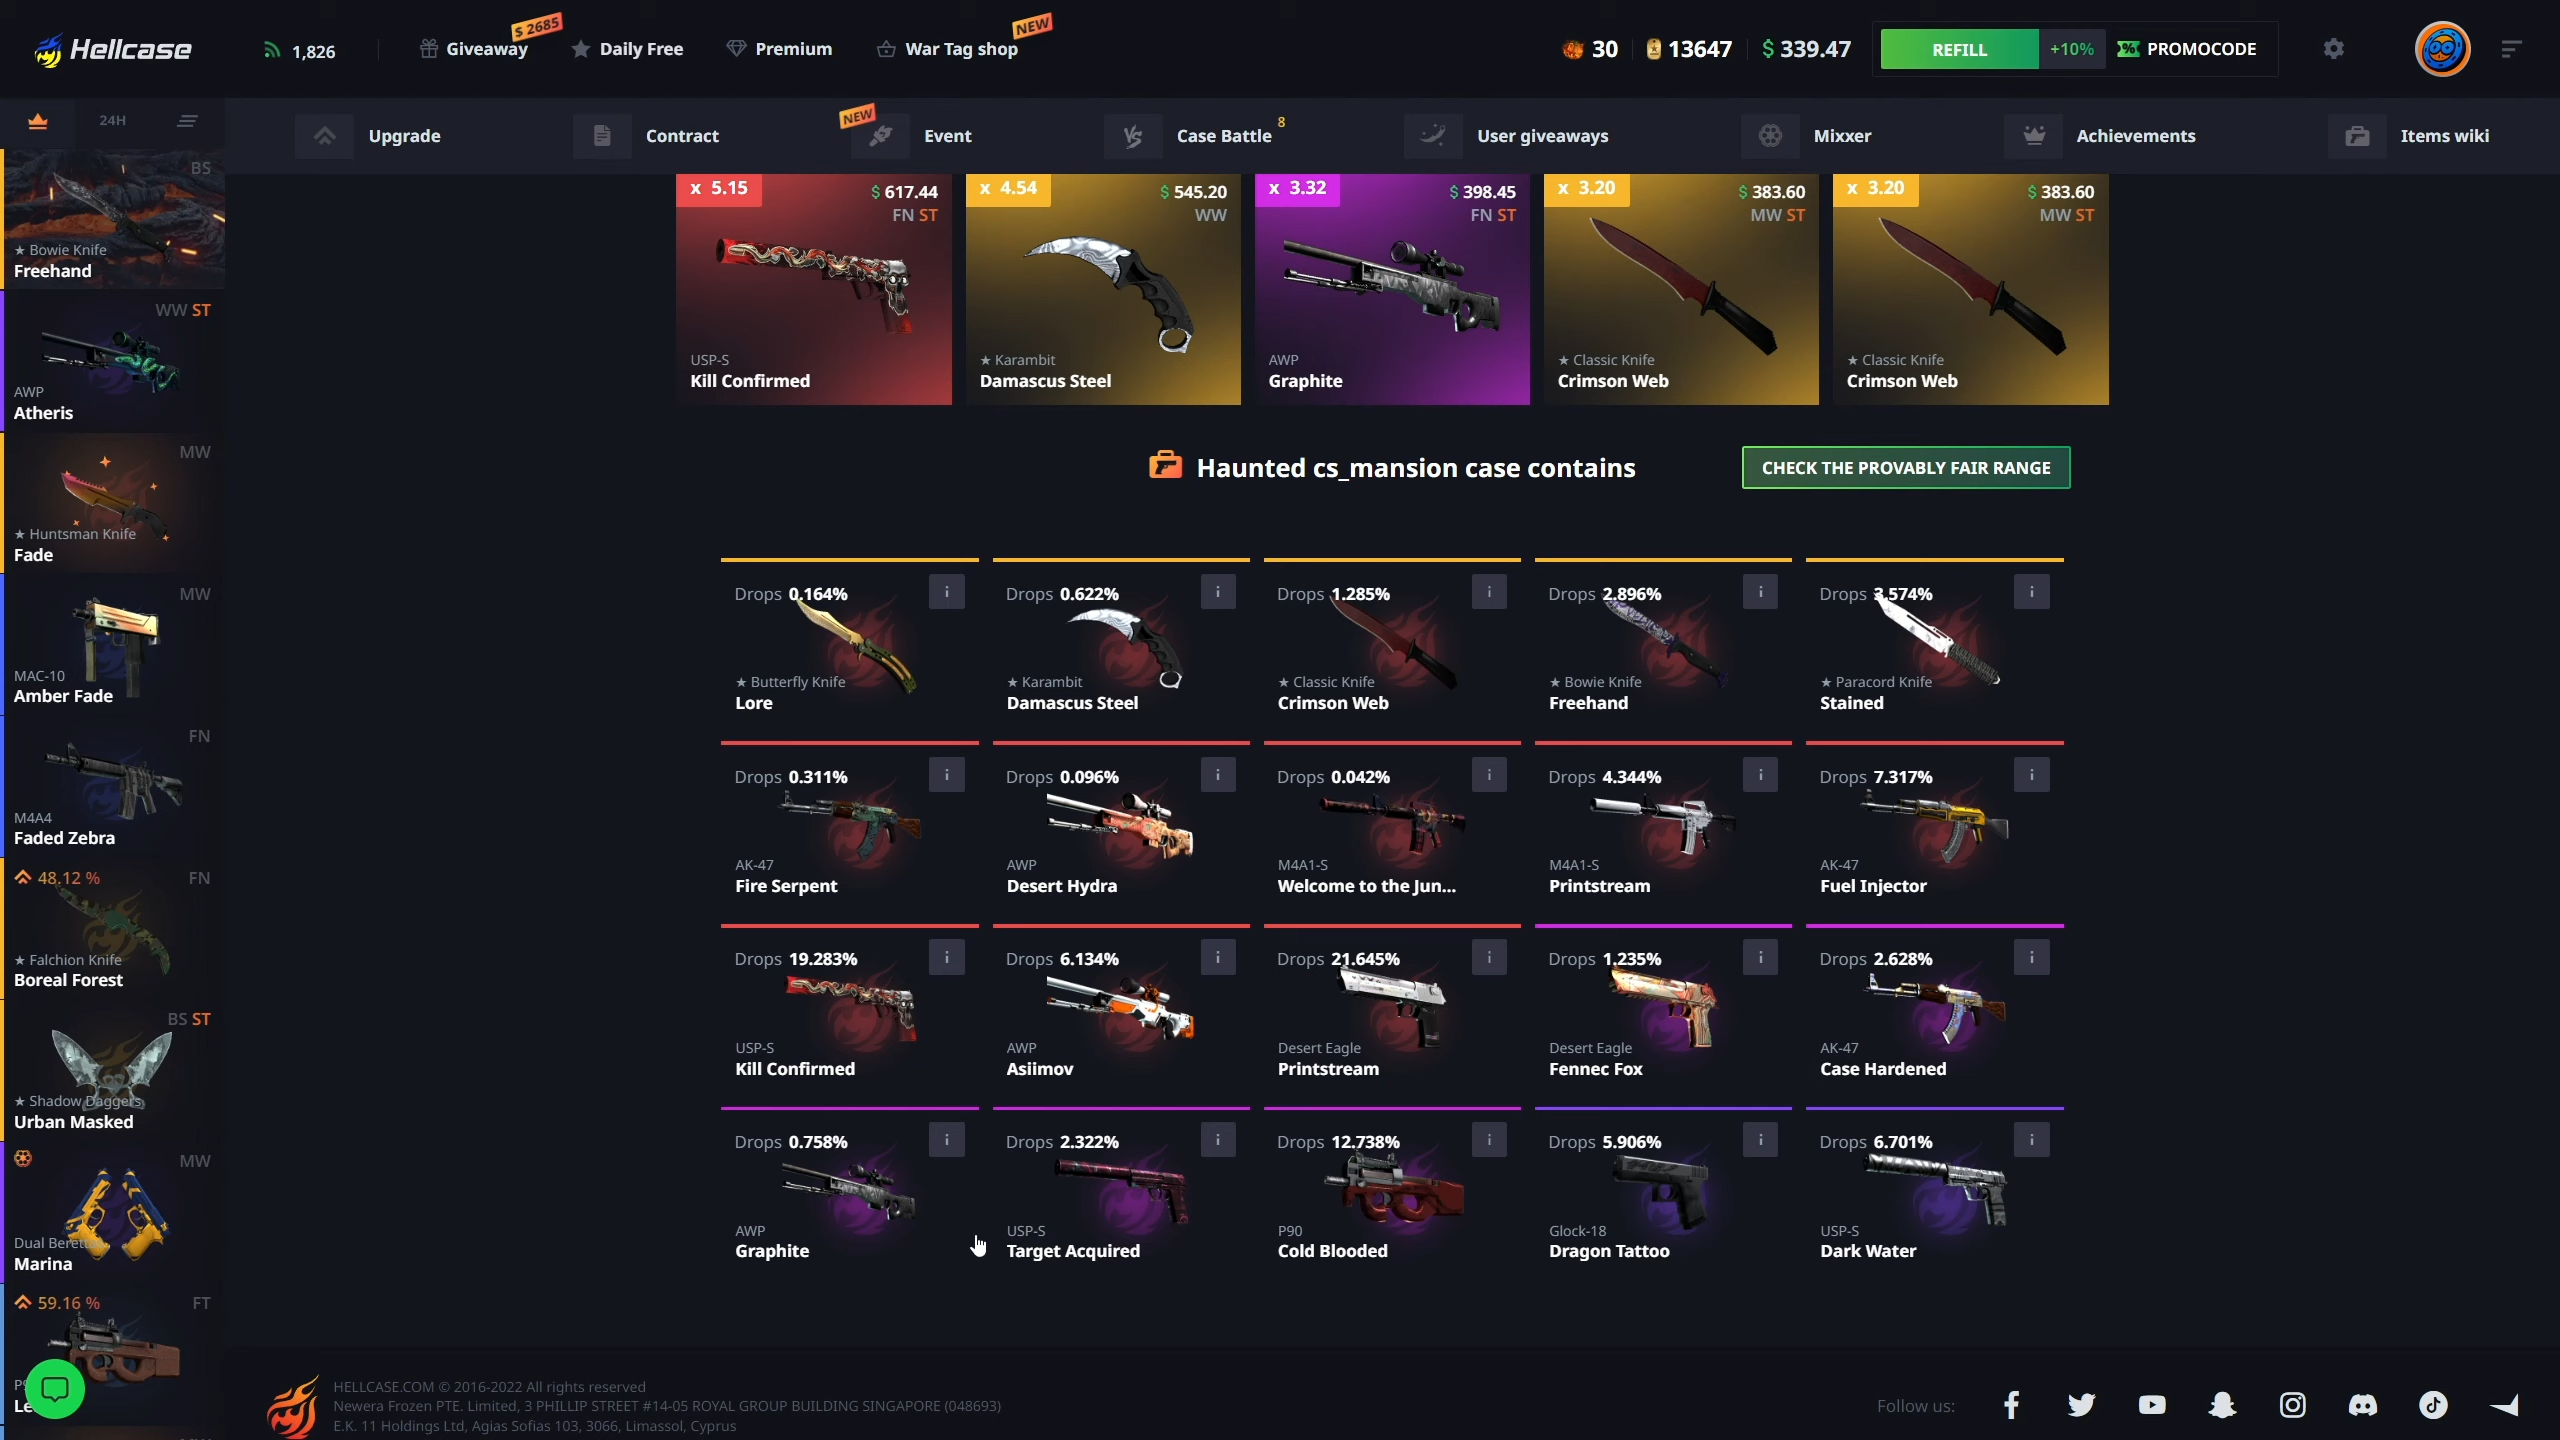 Hellcase
1,826
Giveaway
$ 2685
Daily Free
Premium
War Tag shop
NEW
30
13647
$ 339.47
REFILL
+10%
PROMOCODE
24H
Upgrade
Contract
NEW
Event
Case Battle
8
User giveaways
Mixxer
Achievements
Items wiki
BS
★ Bowie Knife
Freehand
WW ST
AWP
Atheris
MW
★ Huntsman Knife
Fade
MW
MAC-10
Amber Fade
FN
M4A4
Faded Zebra
48.12 %
FN
★ Falchion Knife
Boreal Forest
BS ST
★ Shadow Daggers
Urban Masked
MW
Dual Berettas
Marina
59.16 %
FT
x 5.15
$ 617.44
FN ST
USP-S
Kill Confirmed
x 4.54
$ 545.20
WW
★ Karambit
Damascus Steel
x 3.32
$ 398.45
FN ST
AWP
Graphite
x 3.20
$ 383.60
MW ST
★ Classic Knife
Crimson Web
x 3.20
$ 383.60
MW ST
★ Classic Knife
Crimson Web
Haunted cs_mansion case contains
CHECK THE PROVABLY FAIR RANGE
Drops 0.164%
★ Butterfly Knife
Lore
Drops 0.622%
★ Karambit
Damascus Steel
Drops 1.285%
★ Classic Knife
Crimson Web
Drops 2.896%
★ Bowie Knife
Freehand
Drops 3.574%
★ Paracord Knife
Stained
Drops 0.311%
AK-47
Fire Serpent
Drops 0.096%
AWP
Desert Hydra
Drops 0.042%
M4A1-S
Welcome to the Jun...
Drops 4.344%
M4A1-S
Printstream
Drops 7.317%
AK-47
Fuel Injector
Drops 19.283%
USP-S
Kill Confirmed
Drops 6.134%
AWP
Asiimov
Drops 21.645%
Desert Eagle
Printstream
Drops 1.235%
Desert Eagle
Fennec Fox
Drops 2.628%
AK-47
Case Hardened
Drops 0.758%
AWP
Graphite
Drops 2.322%
USP-S
Target Acquired
Drops 12.738%
P90
Cold Blooded
Drops 5.906%
Glock-18
Dragon Tattoo
Drops 6.701%
USP-S
Dark Water
HELLCASE.COM © 2016-2022 All rights reserved
Newera Frozen PTE. Limited, 3 PHILLIP STREET #14-05 ROYAL GROUP BUILDING SINGAPORE (048693)
E.K. 11 Holdings Ltd, Agias Sofias 103, 3066, Limassol, Cyprus
Follow us: